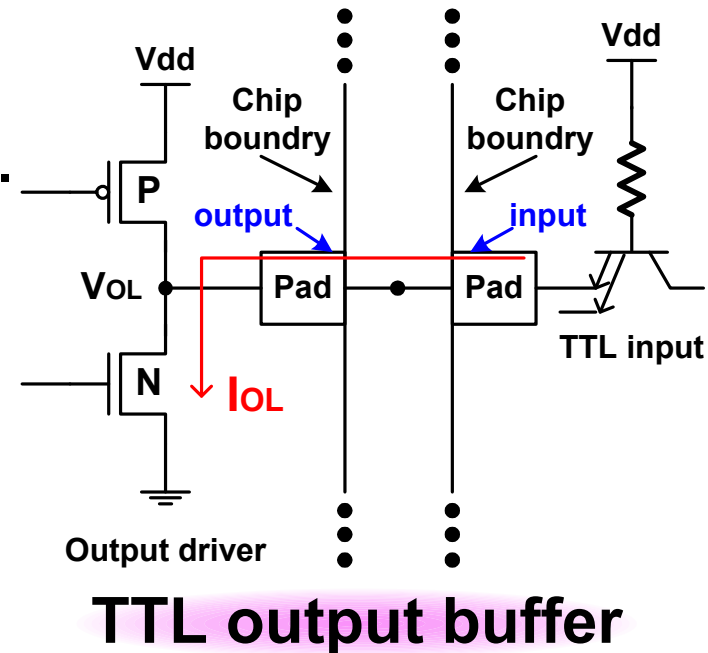 Vdd
Vdd
Chip
boundry
Chip
boundry
P
output
input
VOL
Pad
Pad
TTL input
N
IOL
Output driver
TTL output buffer